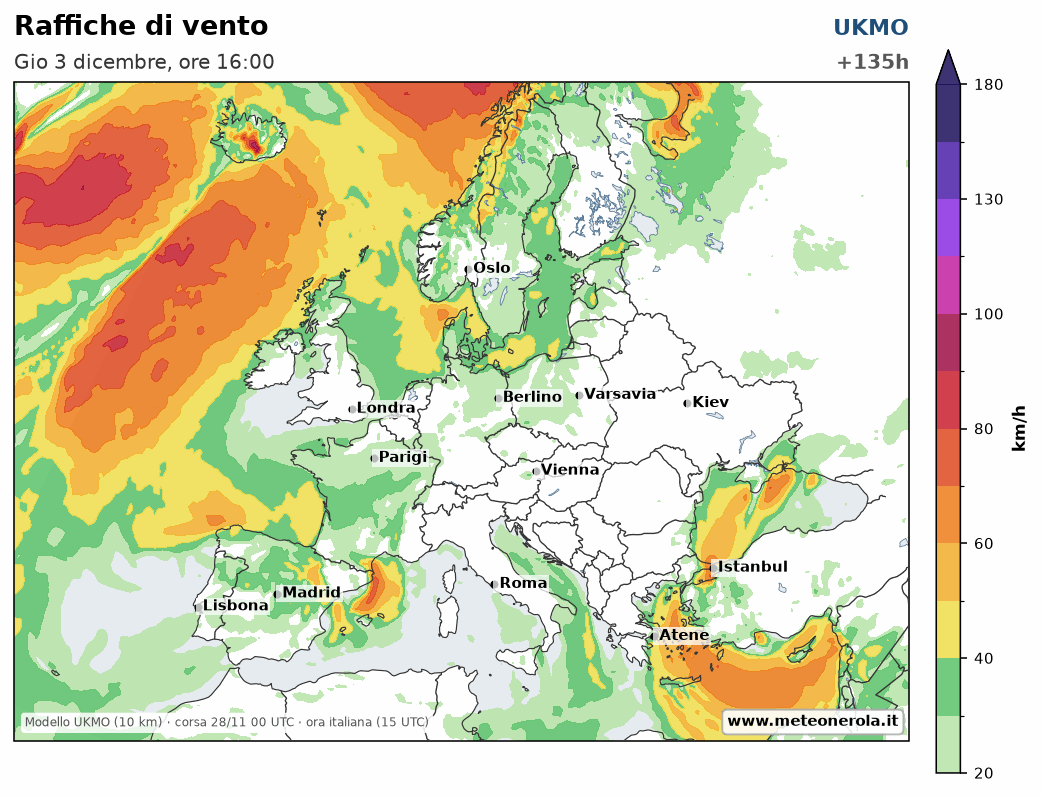 Raffiche di vento
UKMO
Gio 3 dicembre, ore 16:00
+135h
180
130
100
80
60
40
20
km/h
Oslo
Berlino
Varsavia
Kiev
Londra
Parigi
Vienna
Istanbul
Roma
Madrid
Lisbona
Atene
Modello UKMO (10 km) · corsa 28/11 00 UTC · ora italiana (15 UTC)
www.meteonerola.it